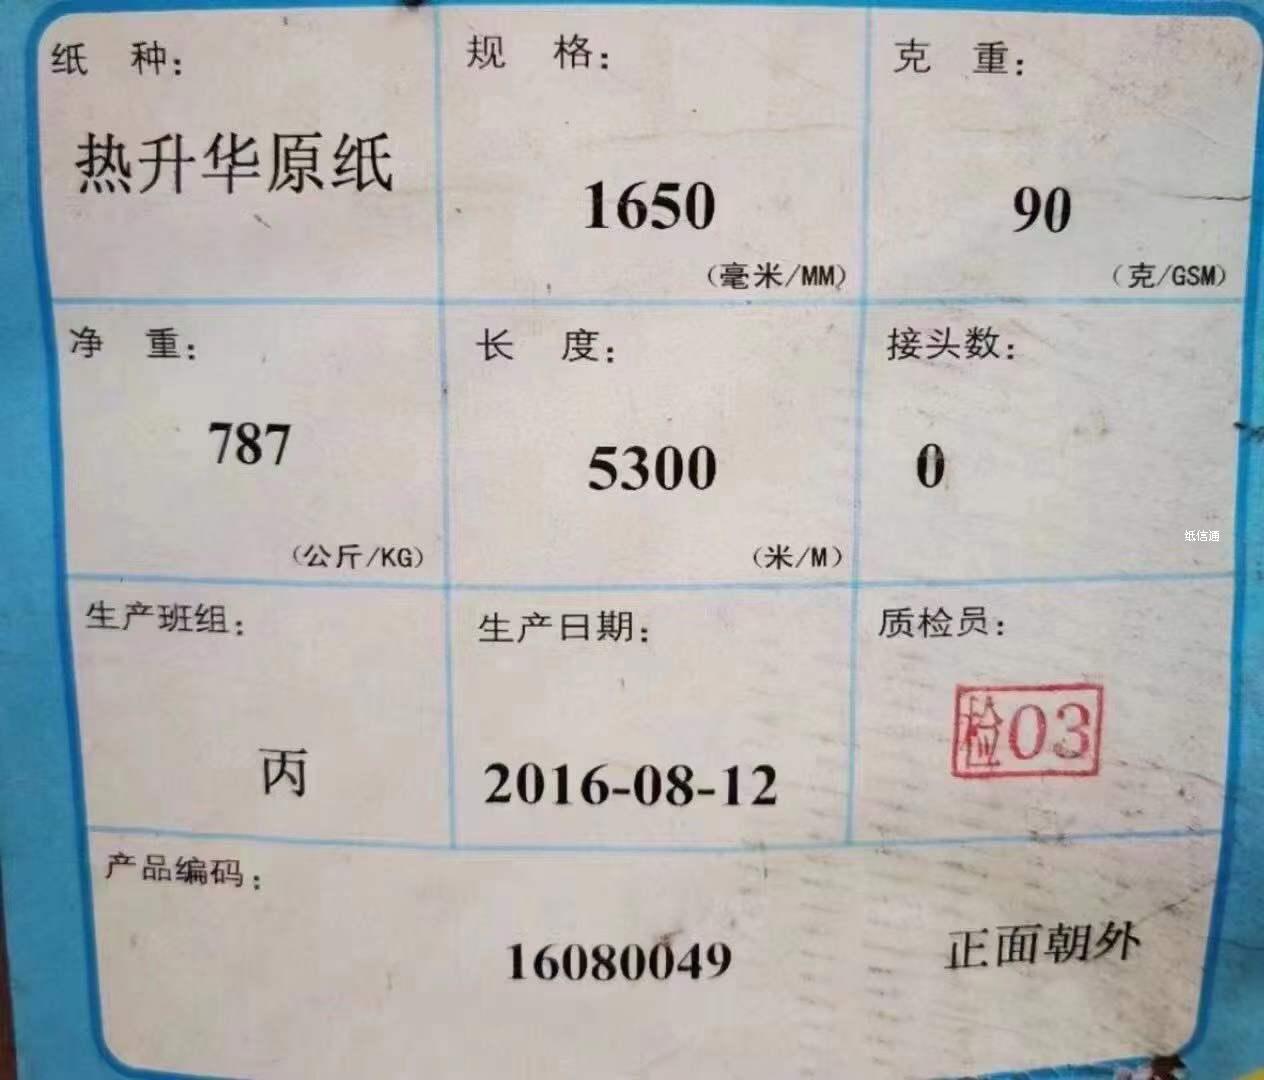 纸 种：
规 格：
克 重：
热升华原纸
1650
90
（毫米/MM）
（克/GSM）
净 重：
长 度：
接头数：
787
5300
0
（公斤/KG）
（米/M）
纸信通
生产班组：
生产日期：
质检员：
丙
2016-08-12
检03
产品编码：
16080049
正面朝外